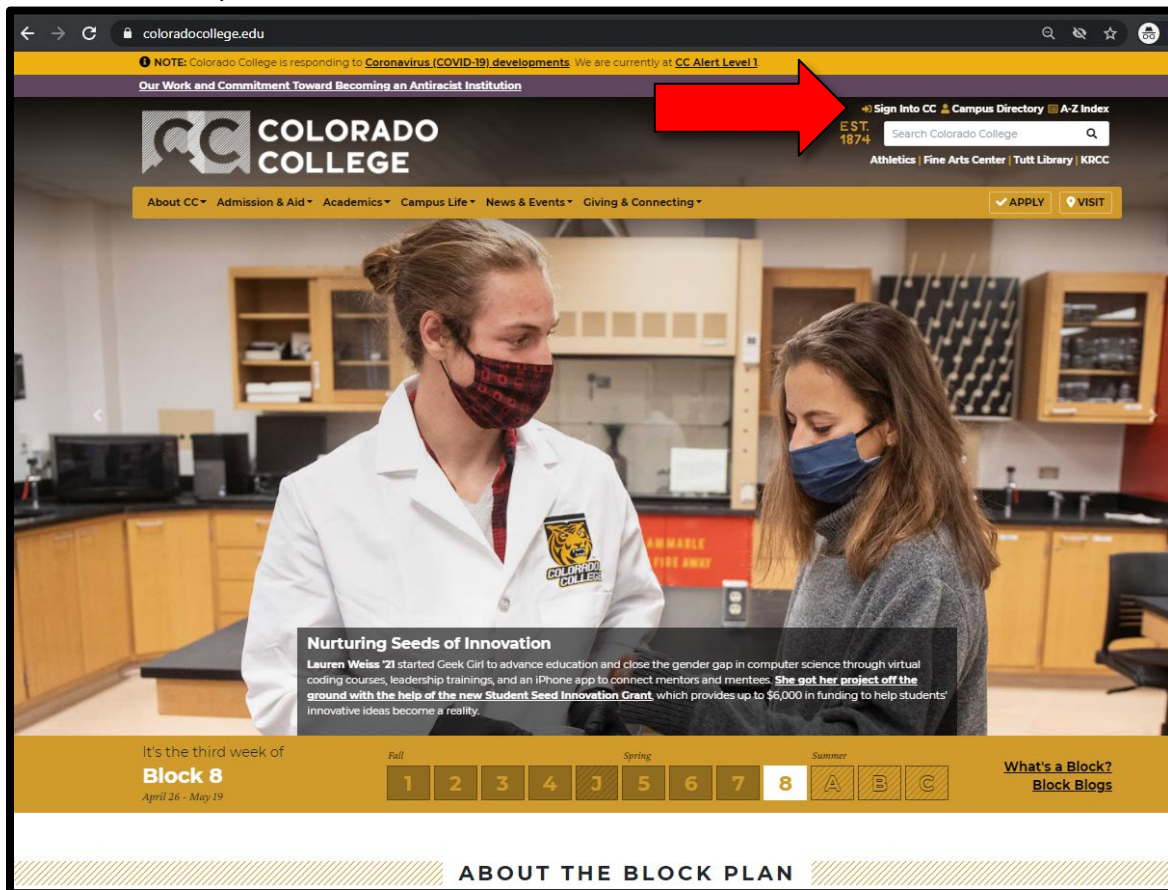 coloradocollege.edu
NOTE: Colorado College is responding to Coronavirus (COVID-19) developments. We are currently at CC Alert Level 1.
Our Work and Commitment Toward Becoming an Antiracist Institution
Sign Into CC Campus Directory A-Z Index
CC COLORADO
COLLEGE
EST.
1874
Search Colorado College
Athletics | Fine Arts Center | Tutt Library | KRCC
About CC Admission & Aid Academics Campus Life News & Events Giving & Connecting APPLY VISIT
AMMABLE
FIRE AWAY
COLORADO
COLLEGE
Nurturing Seeds of Innovation
Lauren Weiss '21 started Geek Girl to advance education and close the gender gap in computer science through virtual
coding courses, leadership trainings, and an iPhone app to connect mentors and mentees. She got her project off the
ground with the help of the new Student Seed Innovation Grant, which provides up to $6,000 in funding to help students'
innovative ideas become a reality.
It's the third week of
Block 8
April 26 - May 19
Fall Spring Summer
1 2 3 4 J 5 6 7 8 A B C
What's a Block?
Block Blogs
ABOUT THE BLOCK PLAN